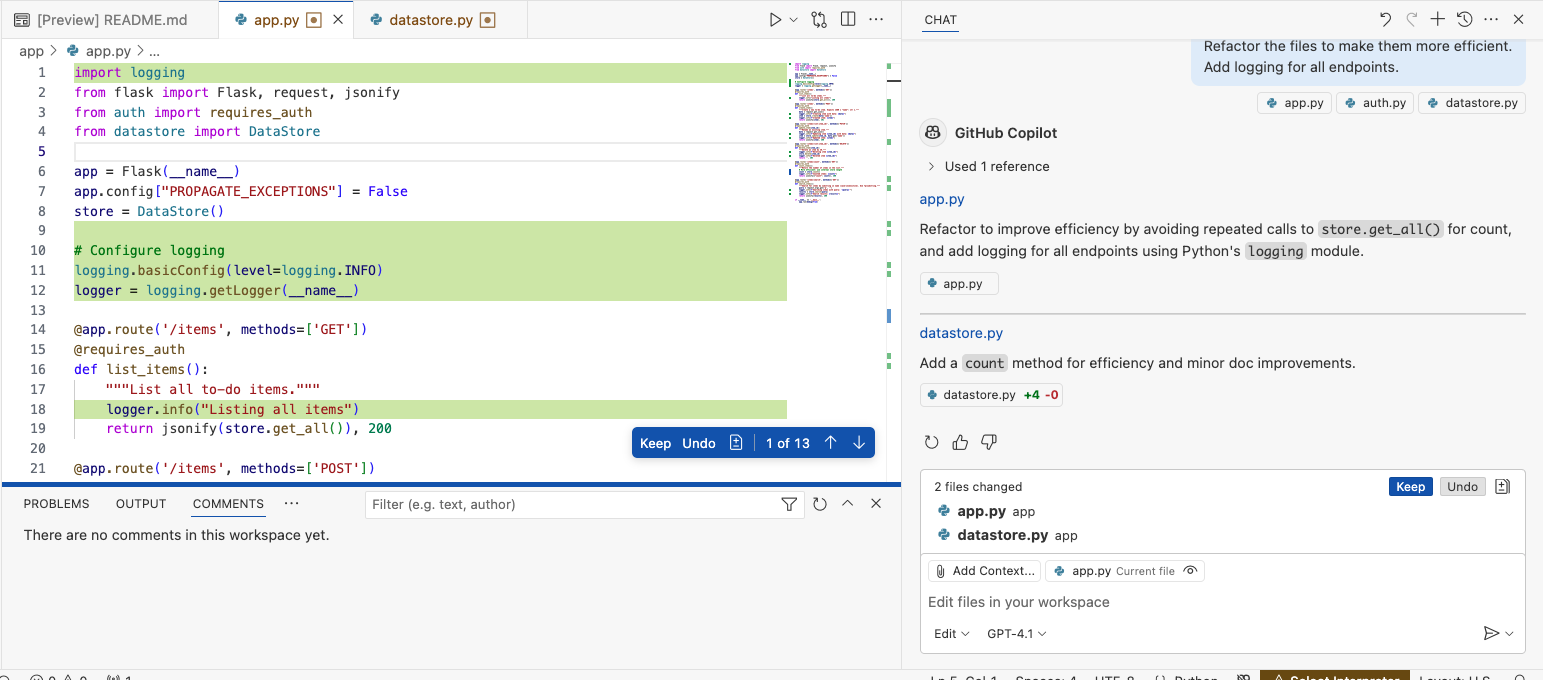 [Preview] README.md
app.py
datastore.py
app > app.py > ...
1 import logging
2 from flask import Flask, request, jsonify
3 from auth import requires_auth
4 from datastore import DataStore
5
6 app = Flask(__name__)
7 app.config["PROPAGATE_EXCEPTIONS"] = False
8 store = DataStore()
9
10 # Configure logging
11 logging.basicConfig(level=logging.INFO)
12 logger = logging.getLogger(__name__)
13
14 @app.route('/items', methods=['GET'])
15 @requires_auth
16 def list_items():
17 """List all to-do items."""
18 logger.info("Listing all items")
19 return jsonify(store.get_all()), 200
20
21 @app.route('/items', methods=['POST'])
Keep Undo 1 of 13
PROBLEMS OUTPUT COMMENTS ···
Filter (e.g. text, author)
There are no comments in this workspace yet.
CHAT
Refactor the files to make them more efficient.
Add logging for all endpoints.
app.py auth.py datastore.py
GitHub Copilot
> Used 1 reference
app.py
Refactor to improve efficiency by avoiding repeated calls to store.get_all() for count,
and add logging for all endpoints using Python's logging module.
app.py
datastore.py
Add a count method for efficiency and minor doc improvements.
datastore.py +4 -0
2 files changed Keep Undo
app.py app
datastore.py app
Add Context... app.py Current file
Edit files in your workspace
Edit GPT-4.1
Ln 5, Col 1 Spaces: 4 UTF-8 Python Select Interpreter Layout: U.S.